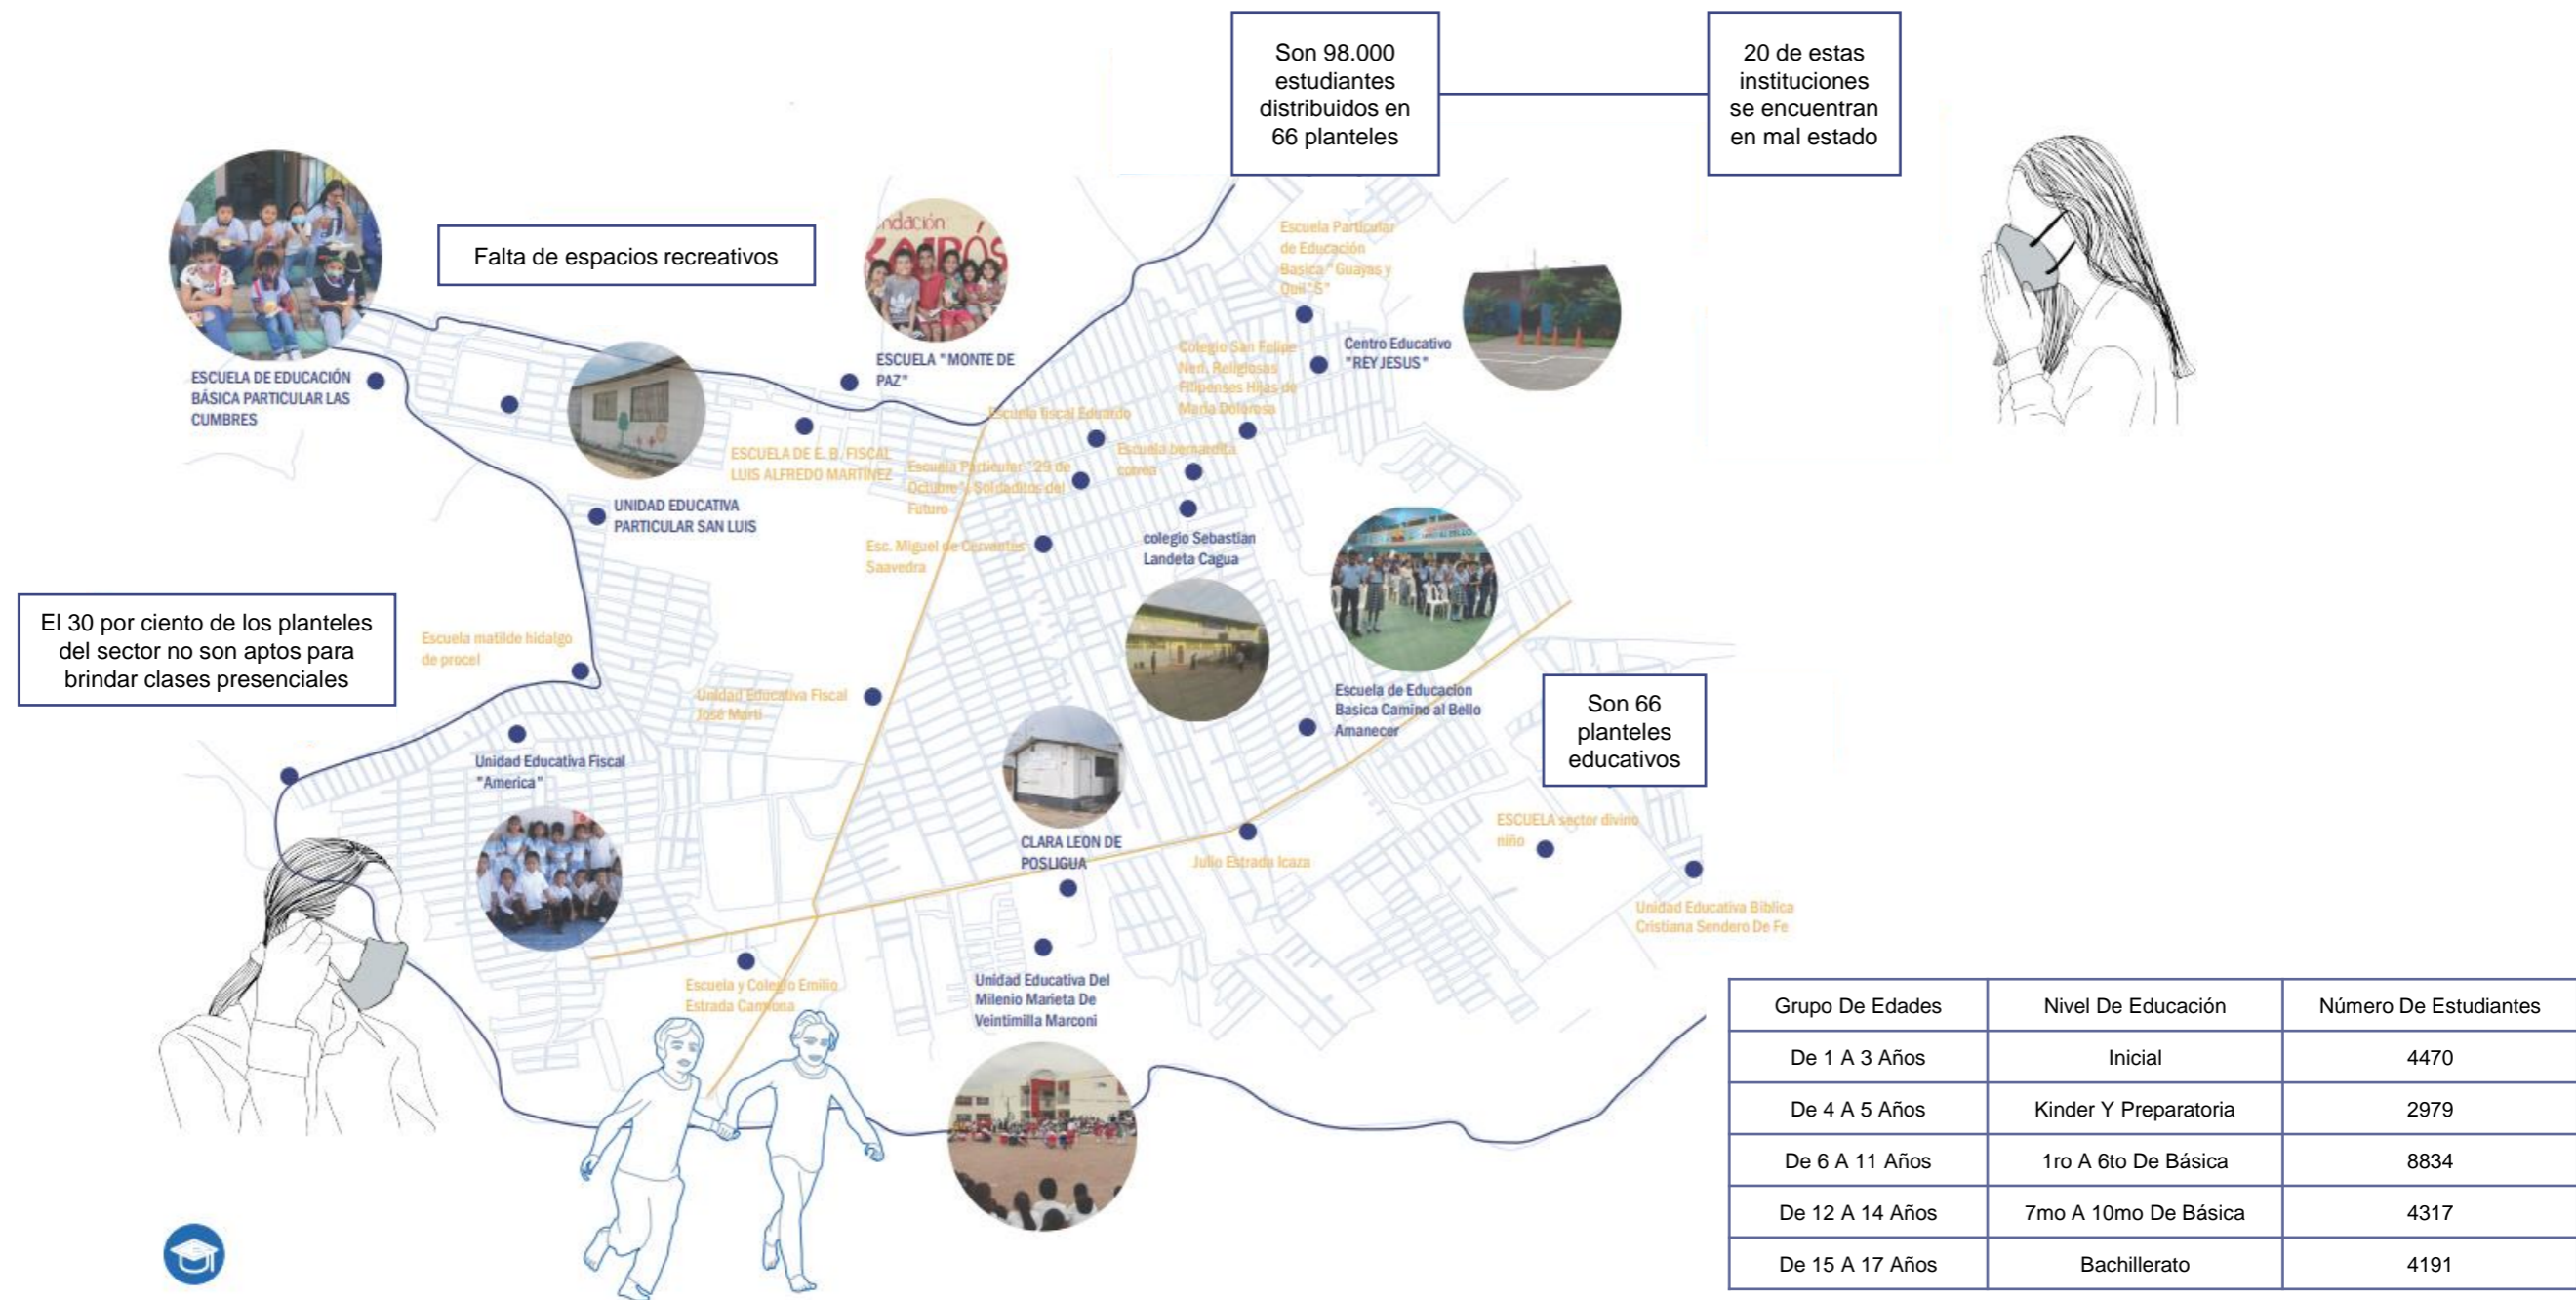 Son 98.000
estudiantes
distribuidos en
66 planteles
20 de estas
instituciones
se encuentran
en mal estado
Falta de espacios recreativos
ndación
KAIRÓS
ESCUELA "MONTE DE
PAZ"
Escuela Particular
de Educación
Basica "Guayas y
Quil"S"
Centro Educativo
"REY JESUS"
Colegio San Felipe
Neri, Religiosas
Filipenses Hijas de
María Dolorosa
ESCUELA DE EDUCACIÓN
BÁSICA PARTICULAR LAS
CUMBRES
Escuela fiscal Eduardo
Escuela bernardita
correa
ESCUELA DE E. B. FISCAL
LUIS ALFREDO MARTÍNEZ
Escuela Particular "29 de
Octubre", Soldaditos del
Futuro
UNIDAD EDUCATIVA
PARTICULAR SAN LUIS
colegio Sebastian
Landeta Cagua
Esc. Miguel de Cervantes
Saavedra
El 30 por ciento de los planteles
del sector no son aptos para
brindar clases presenciales
Escuela matilde hidalgo
de procel
Unidad Educativa Fiscal
José Martí
Escuela de Educacion
Basica Camino al Bello
Amanecer
Son 66
planteles
educativos
Unidad Educativa Fiscal
"America"
CLARA LEON DE
POSLIGUA
Julio Estrada Icaza
ESCUELA sector divino
niño
Unidad Educativa Bíblica
Cristiana Sendero De Fe
Escuela y Colegio Emilio
Estrada Carmona
Unidad Educativa Del
Milenio Marieta De
Veintimilla Marconi
Grupo De Edades Nivel De Educación Número De Estudiantes
De 1 A 3 Años Inicial 4470
De 4 A 5 Años Kinder Y Preparatoria 2979
De 6 A 11 Años 1ro A 6to De Básica 8834
De 12 A 14 Años 7mo A 10mo De Básica 4317
De 15 A 17 Años Bachillerato 4191